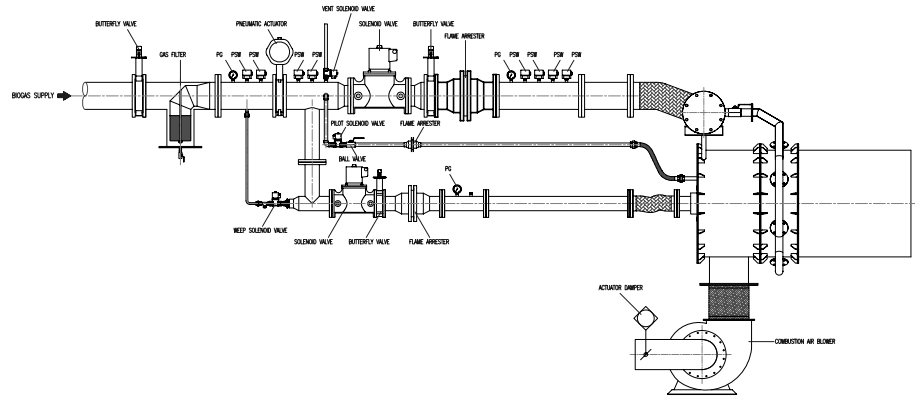 VENT SOLENOID VALVE
BUTTERFLY VALVE
PNEUMATIC ACTUATOR
SOLENOID VALVE
BUTTERFLY VALVE
FLAME ARRESTER
GAS FILTER
PG PSW PSW
PSW PSW
PG PSW PSW PSW PSW
BIOGAS SUPPLY
PILOT SOLENOID VALVE
FLAME ARRESTER
BALL VALVE
PG
WEEP SOLENOID VALVE
SOLENOID VALVE
BUTTERFLY VALVE
FLAME ARRESTER
ACTUATOR DAMPER
COMBUSTION AIR BLOWER